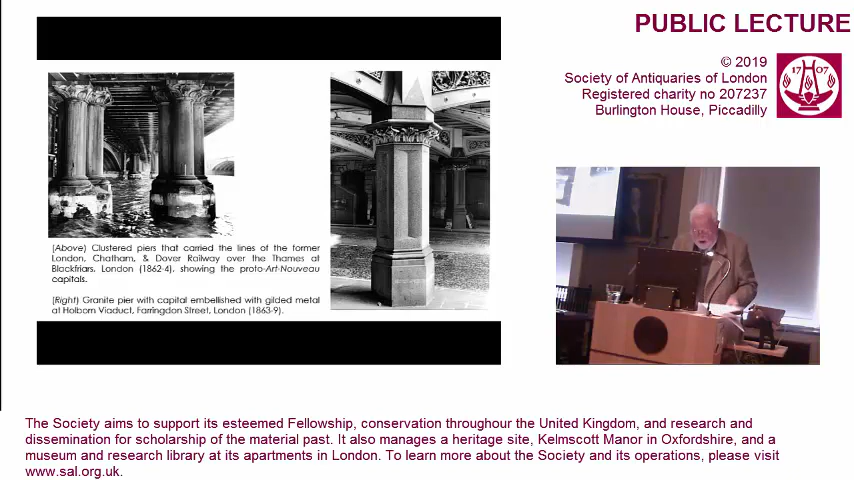 PUBLIC LECTURE
© 2019
Society of Antiquaries of London
Registered charity no 207237
Burlington House, Piccadilly
17 07
(Above) Clustered piers that carried the lines of the former
London, Chatham, & Dover Railway over the Thames at
Blackfriars, London (1862-4), showing the proto-Art-Nouveau
capitals.
(Right) Granite pier with capital embellished with gilded metal
at Holborn Viaduct, Farringdon Street, London (1863-9).
The Society aims to support its esteemed Fellowship, conservation throughour the United Kingdom, and research and
dissemination for scholarship of the material past. It also manages a heritage site, Kelmscott Manor in Oxfordshire, and a
museum and research library at its apartments in London. To learn more about the Society and its operations, please visit
www.sal.org.uk.